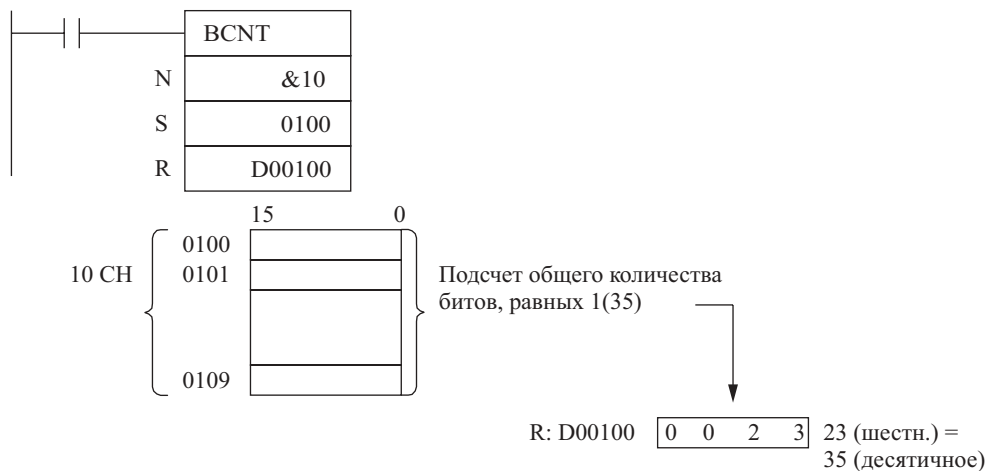 BCNT
N &10
S 0100
R D00100
15 0
0100
10 CH 0101
0109
Подсчет общего количества
битов, равных 1(35)
R: D00100 0 0 2 3 23 (шестн.) =
35 (десятичное)